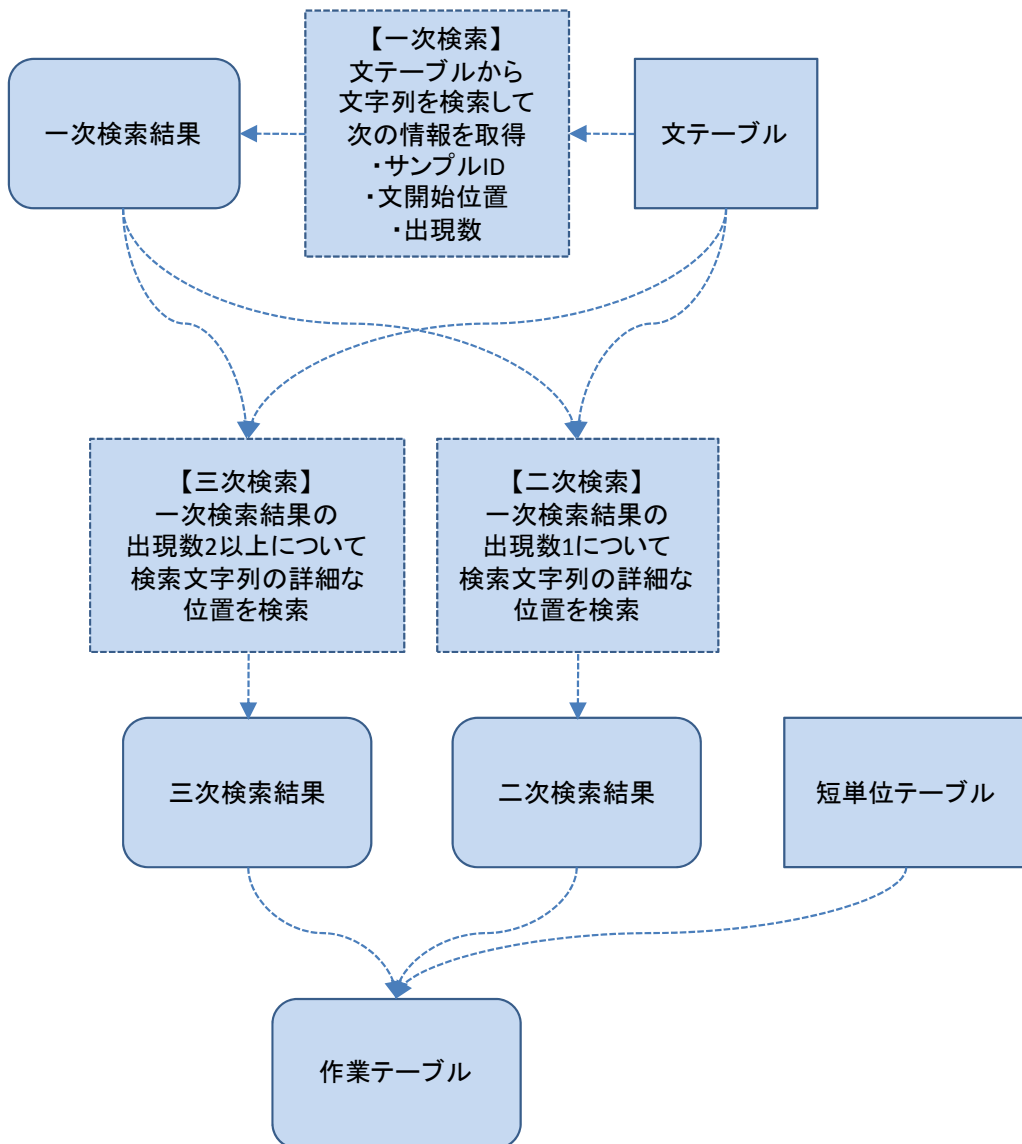 【一次検索】
文テーブルから
文字列を検索して
次の情報を取得
・サンプルID
・文開始位置
・出現数
一次検索結果
文テーブル
【三次検索】
一次検索結果の
出現数2以上について
検索文字列の詳細な
位置を検索
【二次検索】
一次検索結果の
出現数1について
検索文字列の詳細な
位置を検索
三次検索結果
二次検索結果
短単位テーブル
作業テーブル